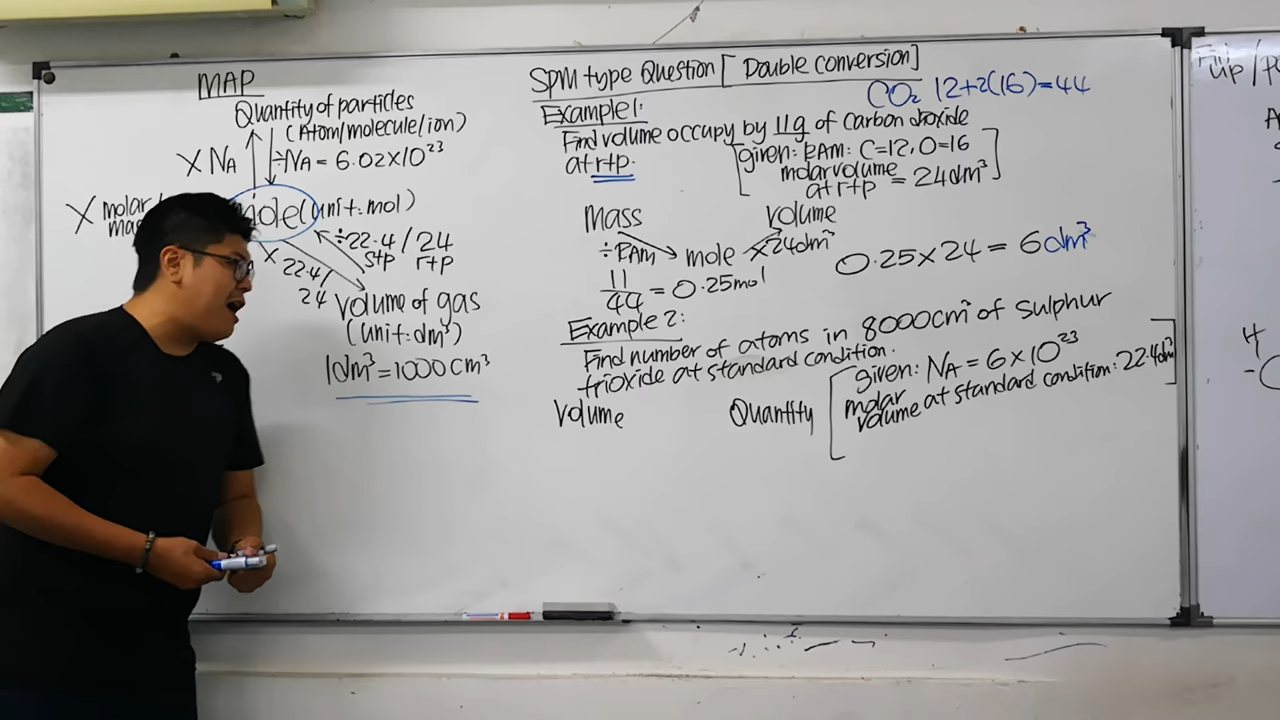 MAP
Quantity of particles
(Atom/molecule/ion)
× NA
÷NA = 6.02×10²³
× molar
mole (unit: mol)
÷22.4 / 24
stp rtp
× 22.4/
24
Volume of gas
(unit: dm³)
1dm³=1000cm³
SPM type Question [Double conversion]
CO₂ 12+2(16)=44
Example 1:
Find volume occupy by 11g of Carbon dioxide
at r+p.
[given: RAM: C=12, O=16
molar volume
at r+p = 24dm³]
Mass
Volume
÷RAM
mole
×24dm³
11/44 = 0.25mol
0.25×24 = 6dm³
Example 2:
Find number of atoms in 8000cm³ of sulphur
trioxide at standard condition.
[given: NA = 6×10²³
molar
volume at standard condition: 22.4dm³]
Volume
Quantity
up /